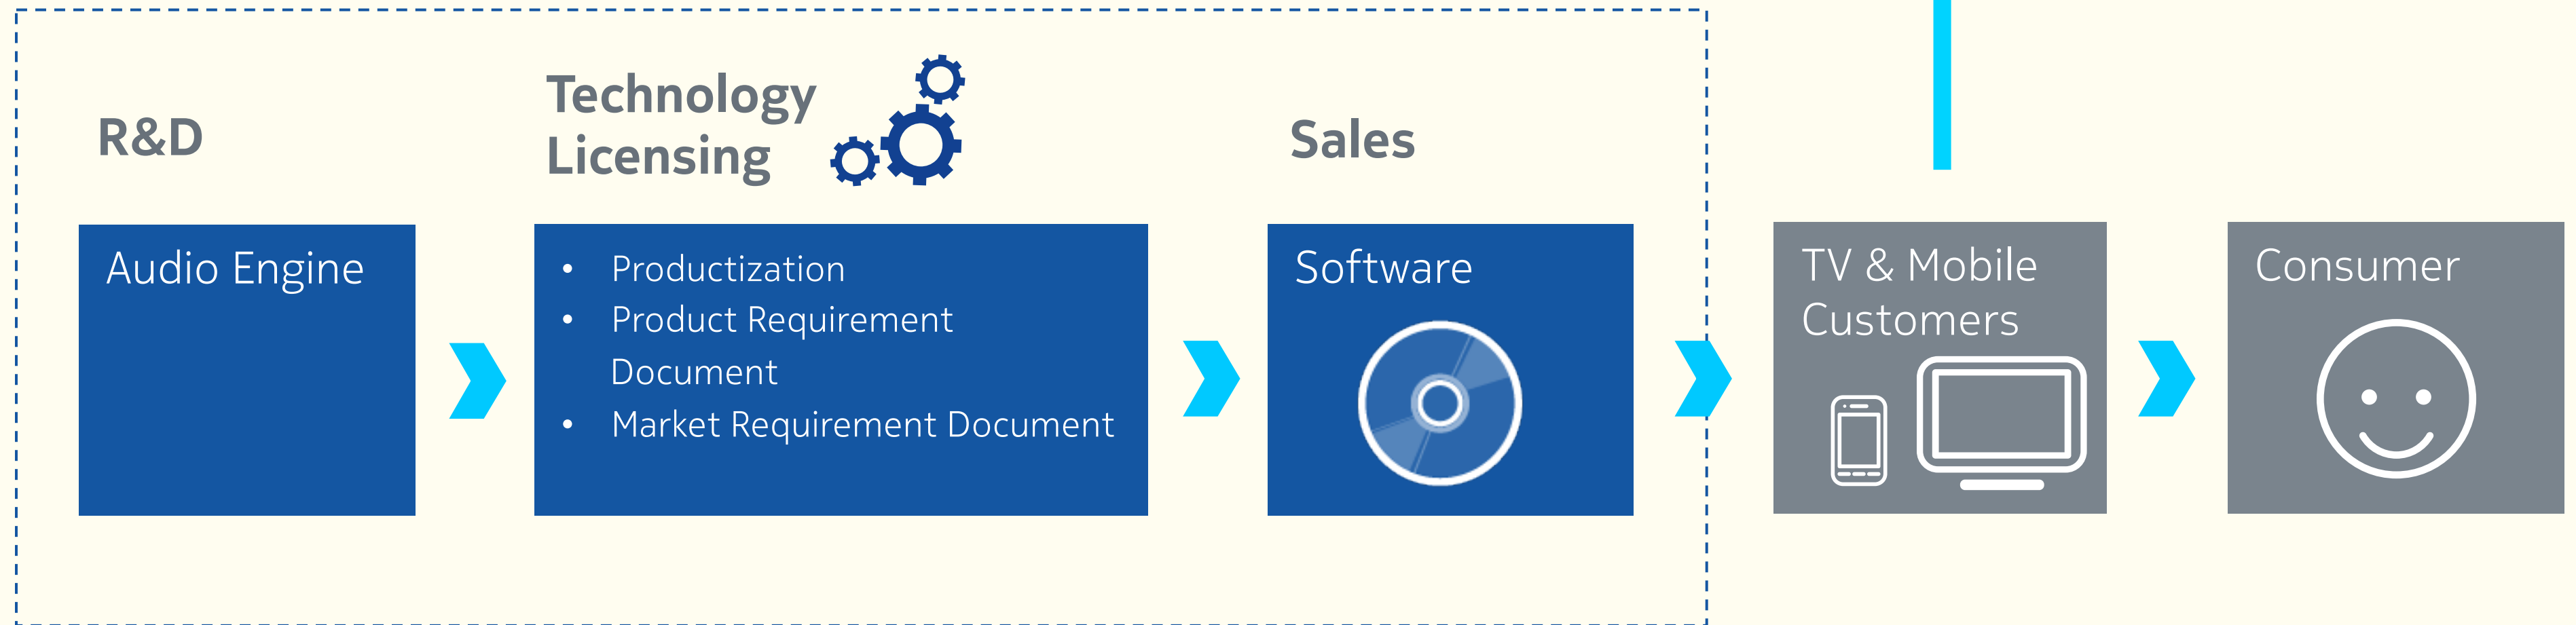 R&D
Technology
Licensing
Sales
Audio Engine
• Productization
• Product Requirement
Document
• Market Requirement Document
Software
TV & Mobile
Customers
Consumer